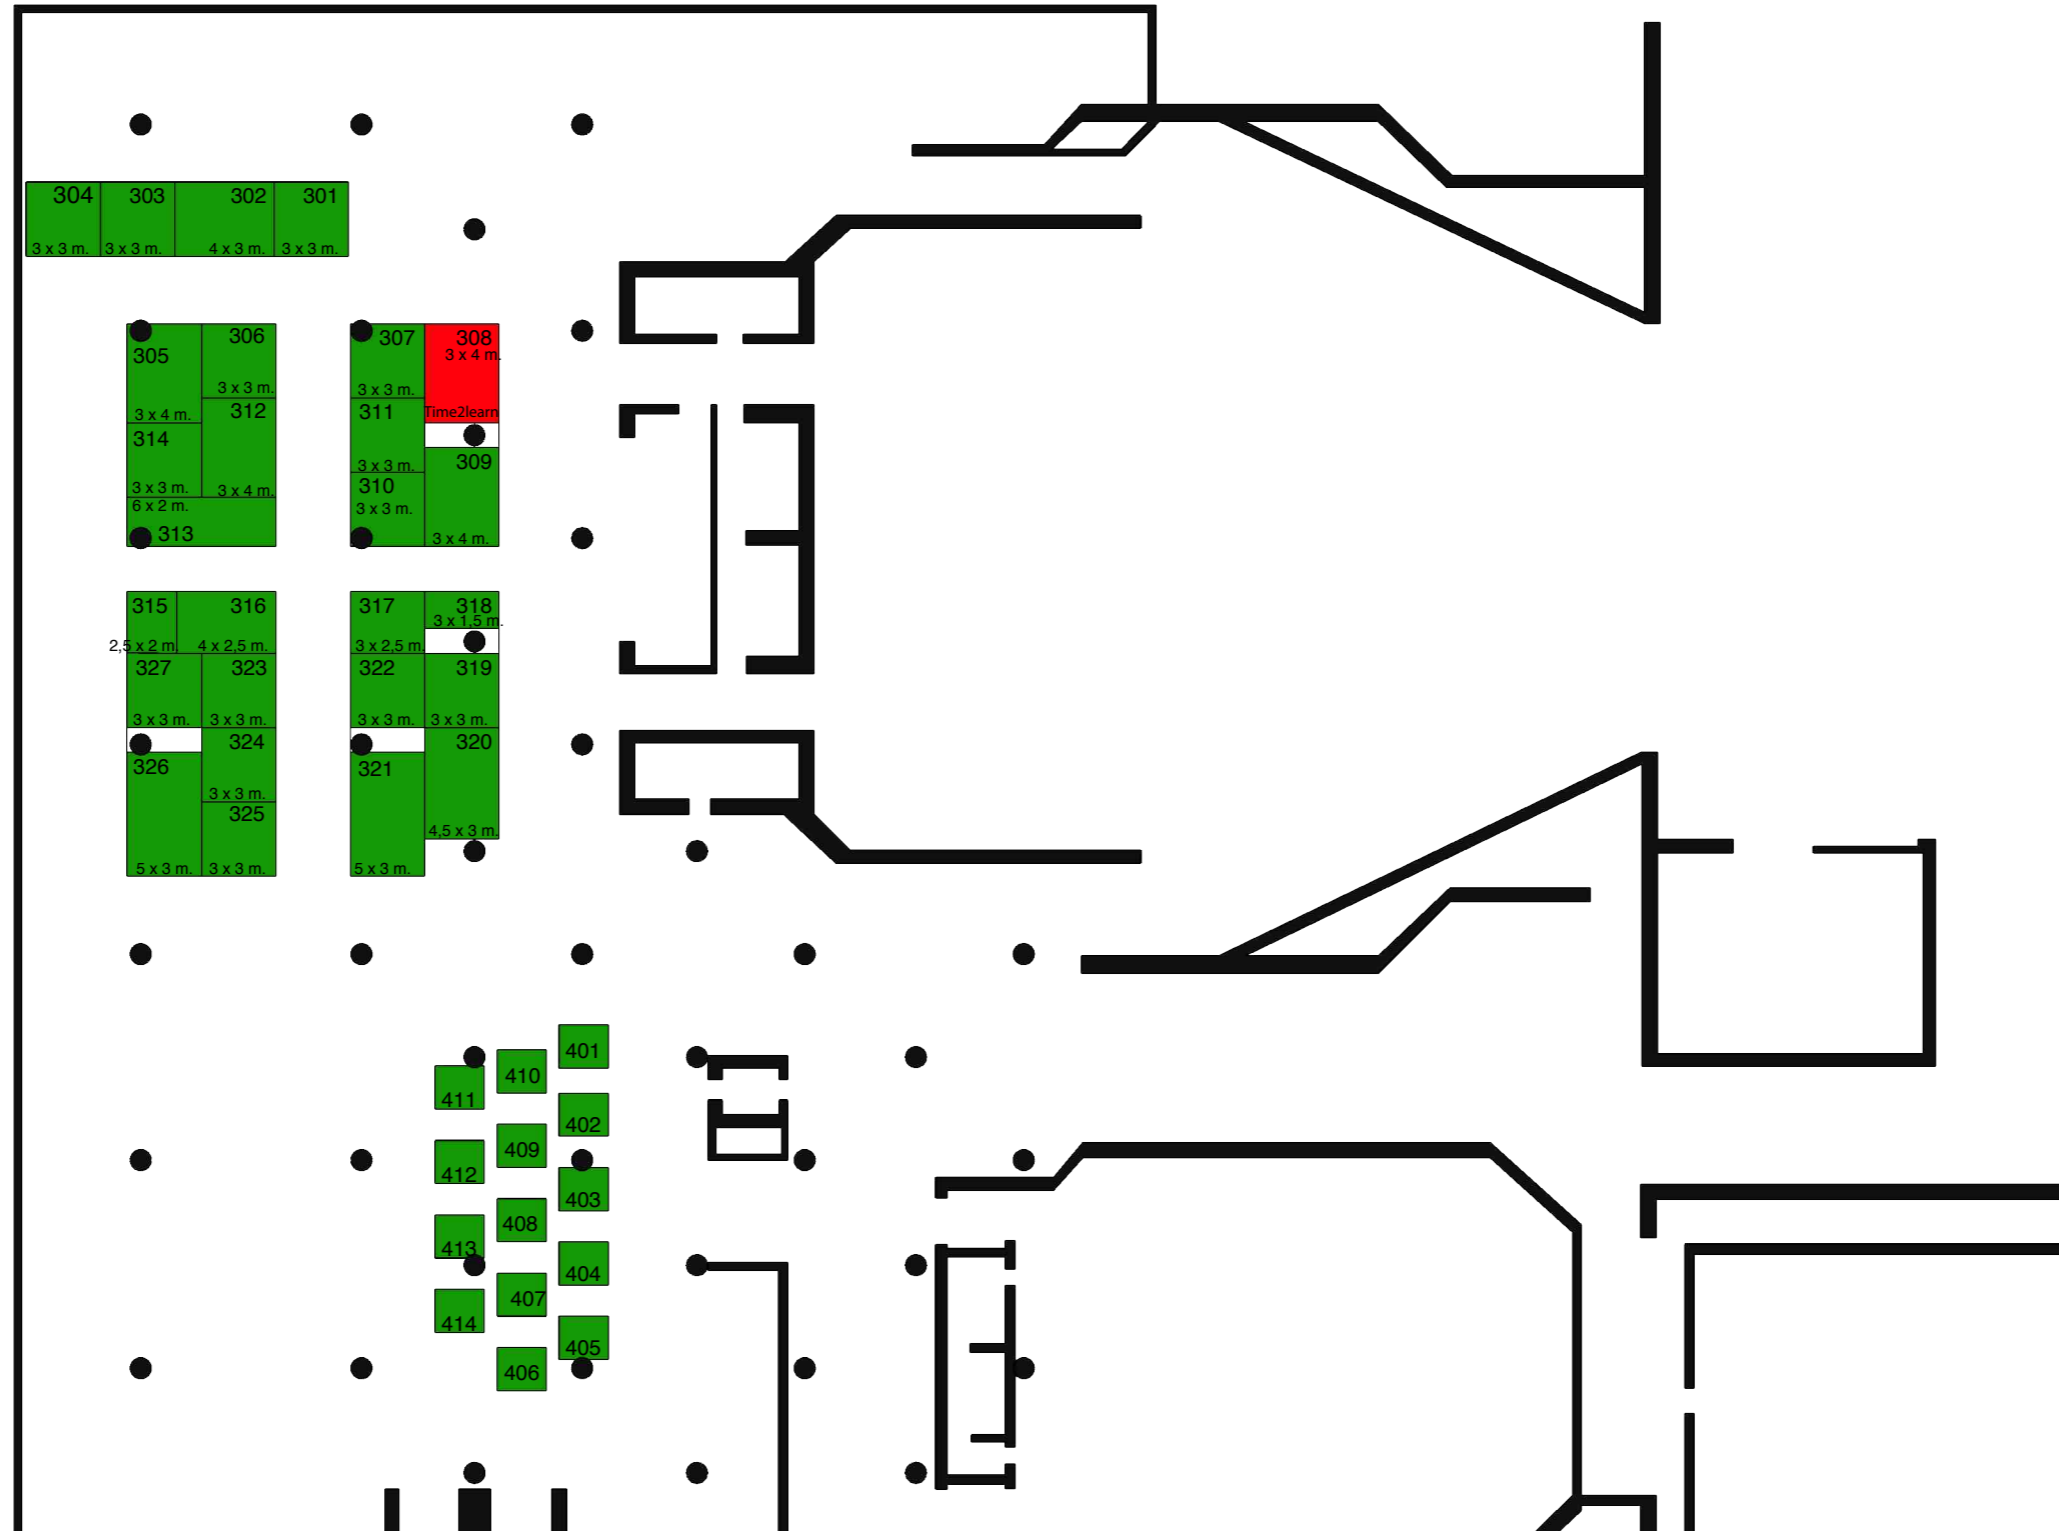 304
303
302
301
3 x 3 m.
3 x 3 m.
4 x 3 m.
3 x 3 m.
305
3 x 4 m.
306
3 x 3 m.
312
3 x 4 m.
314
3 x 3 m.
6 x 2 m.
313
307
3 x 3 m.
308
3 x 4 m.
Time2learn
311
3 x 3 m.
310
3 x 3 m.
309
3 x 4 m.
315
2,5 x 2 m.
316
4 x 2,5 m.
327
3 x 3 m.
323
3 x 3 m.
324
3 x 3 m.
326
5 x 3 m.
325
3 x 3 m.
317
3 x 2,5 m.
318
3 x 1,5 m.
322
3 x 3 m.
319
3 x 3 m.
320
4,5 x 3 m.
321
5 x 3 m.
401
410
411
402
409
412
403
408
413
404
407
414
405
406